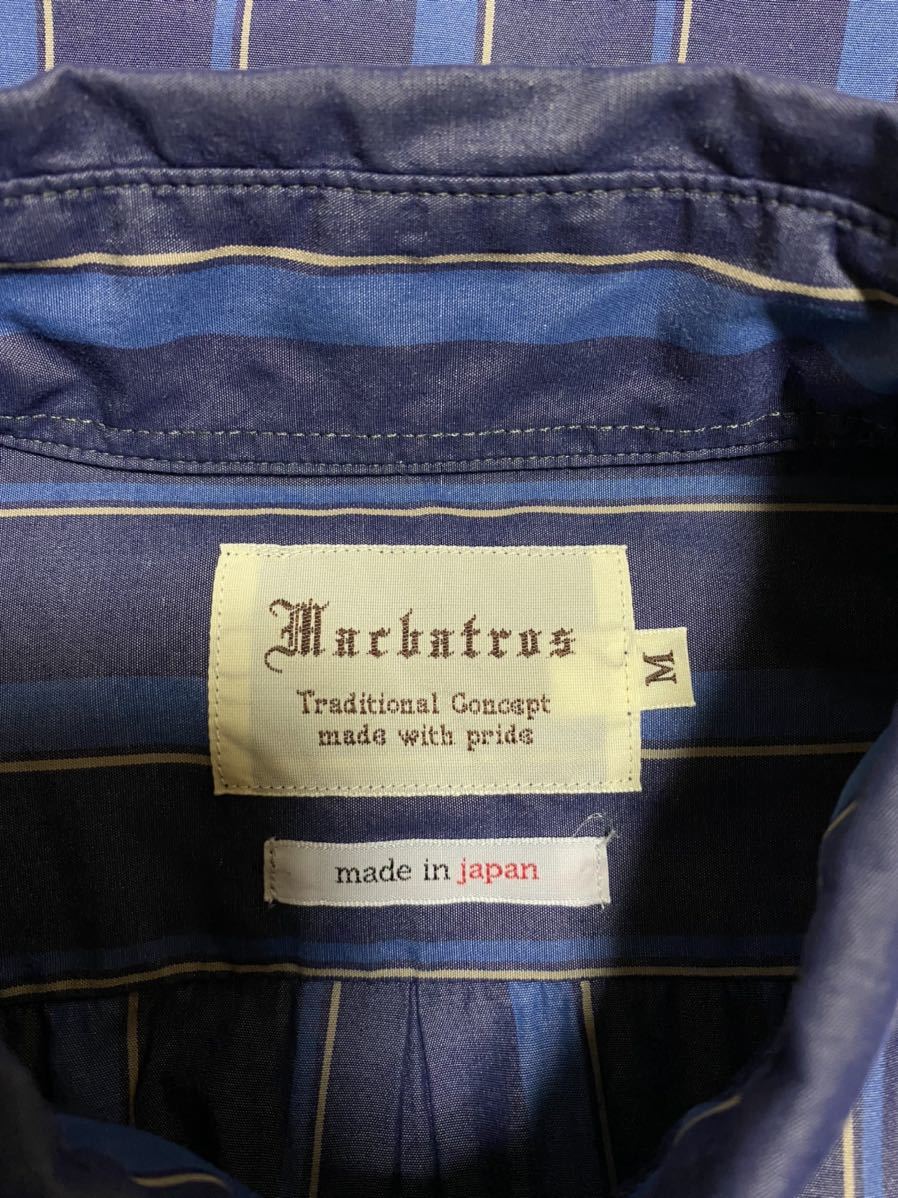 Macbatros
Traditional Concept
made with pride
M
made in japan